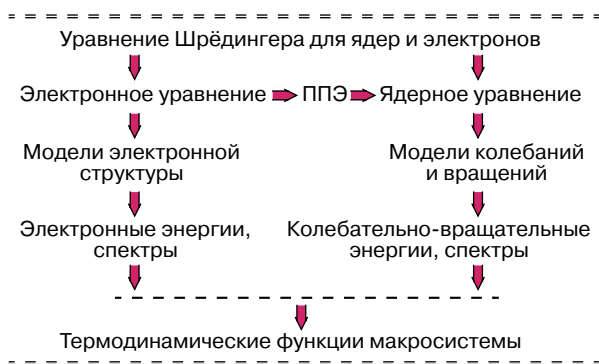 Уравнение Шрёдингера для ядер и электронов
Электронное уравнение ППЭ Ядерное уравнение
Модели электронной
структуры
Модели колебаний
и вращений
Электронные энергии,
спектры
Колебательно-вращательные
энергии, спектры
Термодинамические функции макросистемы